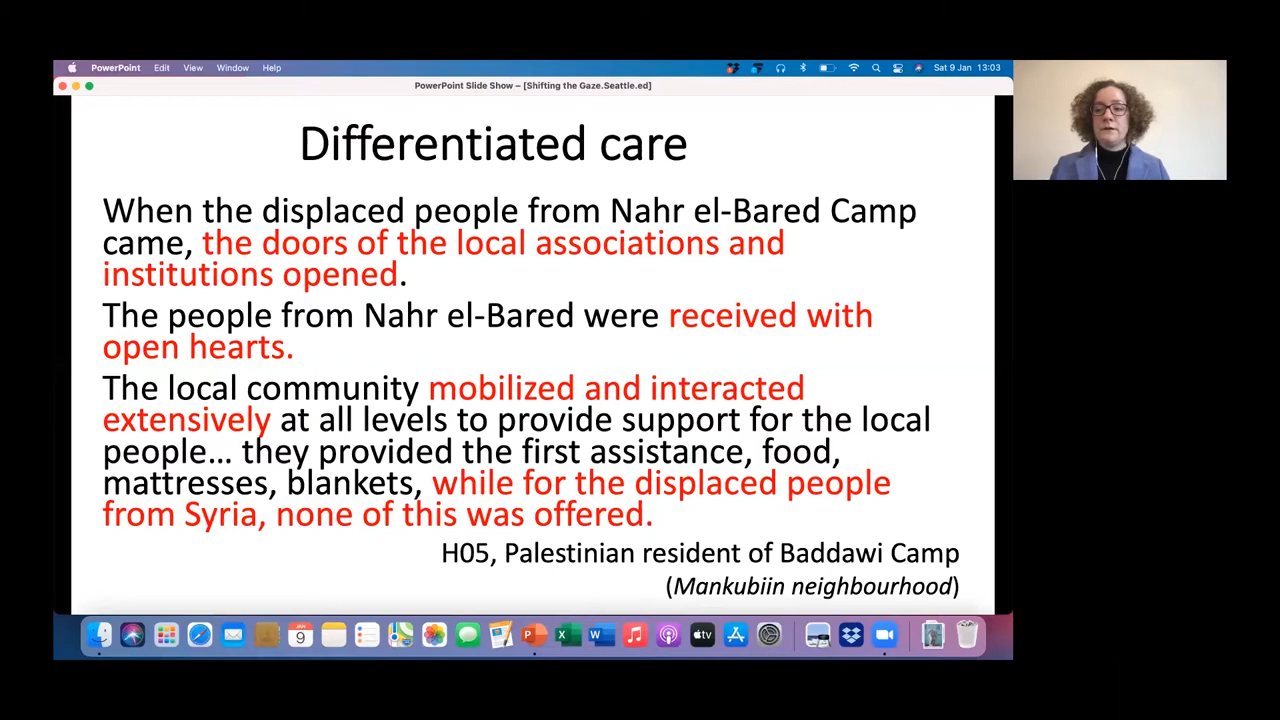 PowerPoint Edit View Window Help Sat 9 Jan 13:03
PowerPoint Slide Show – [Shifting the Gaze.Seattle.ed]
Differentiated care
When the displaced people from Nahr el-Bared Camp
came, the doors of the local associations and
institutions opened.
The people from Nahr el-Bared were received with
open hearts.
The local community mobilized and interacted
extensively at all levels to provide support for the local
people... they provided the first assistance, food,
mattresses, blankets, while for the displaced people
from Syria, none of this was offered.
H05, Palestinian resident of Baddawi Camp
(Mankubiin neighbourhood)
JAN
9
P
X
W
tv